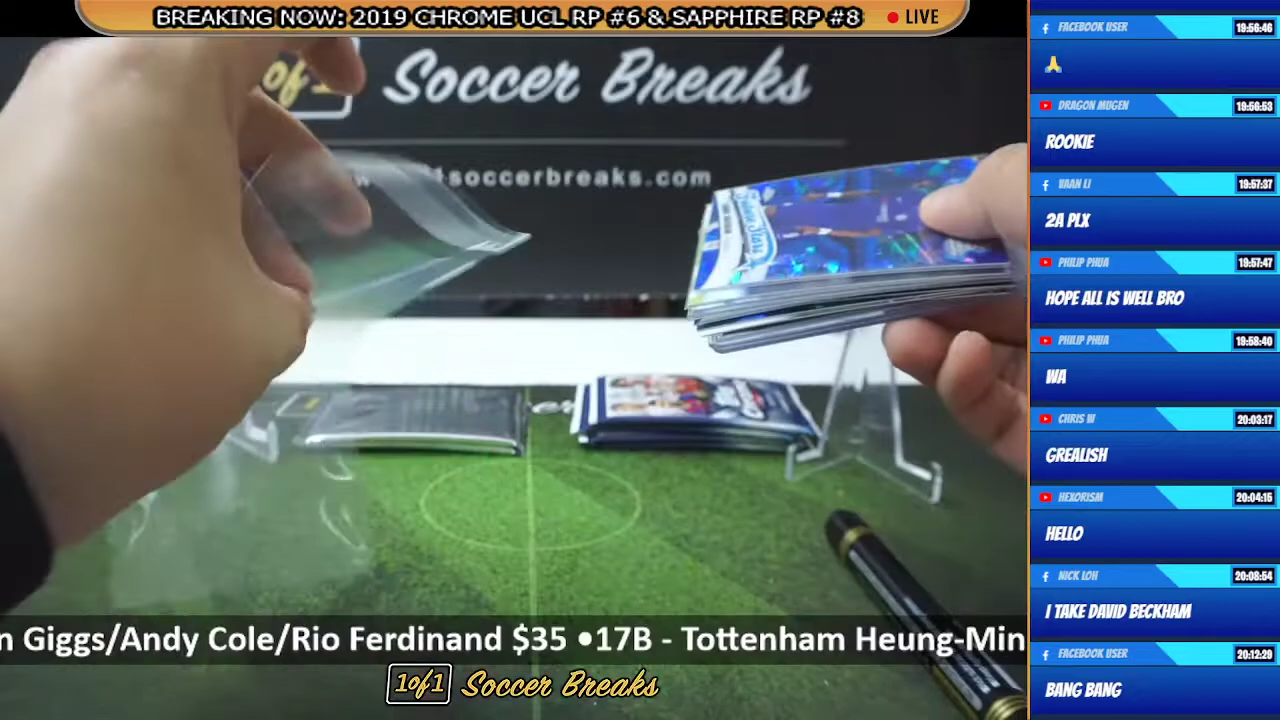 BREAKING NOW: 2019 CHROME UCL RP #6 & SAPPHIRE RP #8
LIVE
of1
Soccer Breaks
1soccerbreaks.com
FACEBOOK USER 19:56:46
🙏
DRAGON MUGEN 19:56:53
ROOKIE
VAAN LI 19:57:37
2A PLX
PHILIP PHUA 19:57:47
HOPE ALL IS WELL BRO
PHILIP PHUA 19:58:40
WA
CHRIS W 20:03:17
GREALISH
HEXORISM 20:04:15
HELLO
NICK LOH 20:08:54
I TAKE DAVID BECKHAM
FACEBOOK USER 20:12:29
BANG BANG
n Giggs/Andy Cole/Rio Ferdinand $35 •17B - Tottenham Heung-Min
1of1 Soccer Breaks